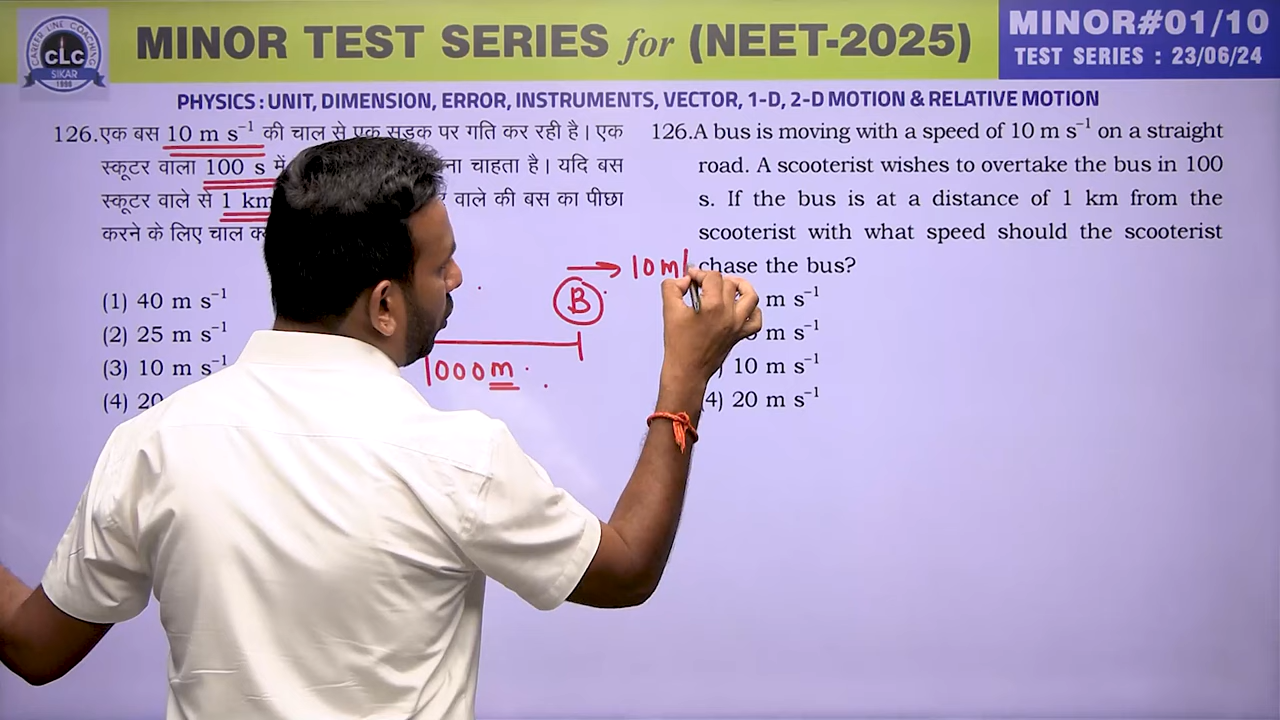 CAREER LINE COACHING
CLC
SIKAR
1996
MINOR TEST SERIES for (NEET-2025)
MINOR#01/10
TEST SERIES : 23/06/24
PHYSICS : UNIT, DIMENSION, ERROR, INSTRUMENTS, VECTOR, 1-D, 2-D MOTION & RELATIVE MOTION
126.एक बस 10 m s⁻¹ की चाल से एक सड़क पर गति कर रही है। एक
स्कूटर वाला 100 s में चाहता है। यदि बस
स्कूटर वाले से 1 km वाले की बस का पीछा
करने के लिए चाल
(1) 40 m s⁻¹
(2) 25 m s⁻¹
(3) 10 m s⁻¹
(4) 20
B
10m/
1000m
126.A bus is moving with a speed of 10 m s⁻¹ on a straight
road. A scooterist wishes to overtake the bus in 100
s. If the bus is at a distance of 1 km from the
scooterist with what speed should the scooterist
chase the bus?
m s⁻¹
m s⁻¹
10 m s⁻¹
(4) 20 m s⁻¹